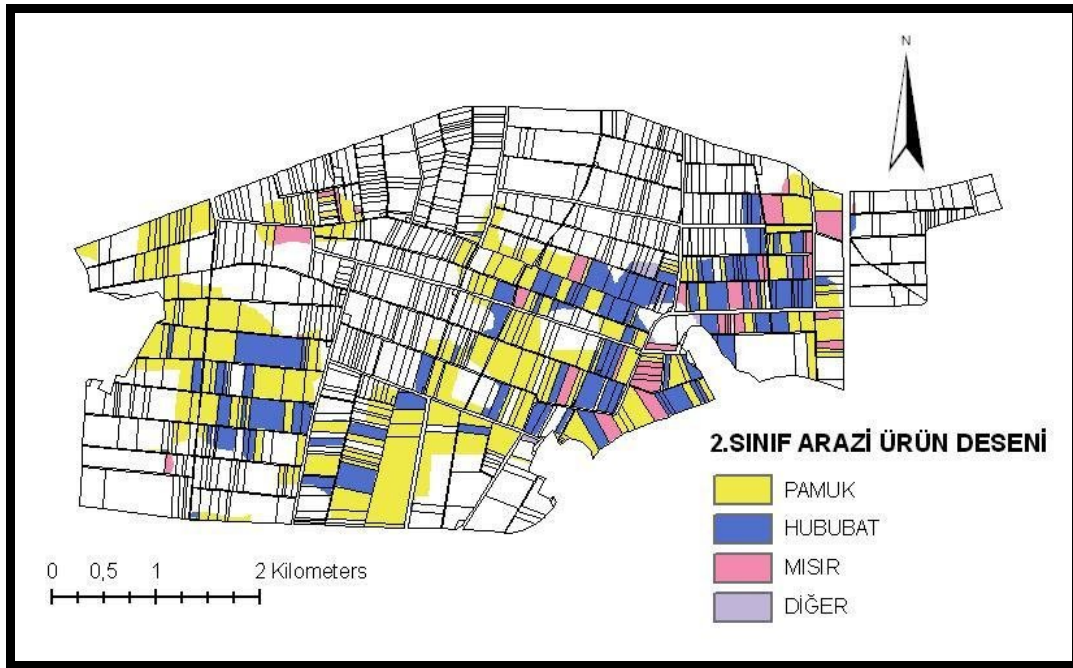 N
2.SINIF ARAZİ ÜRÜN DESENİ
PAMUK
HUBUBAT
MISIR
DİĞER
0 0,5 1 2 Kilometers